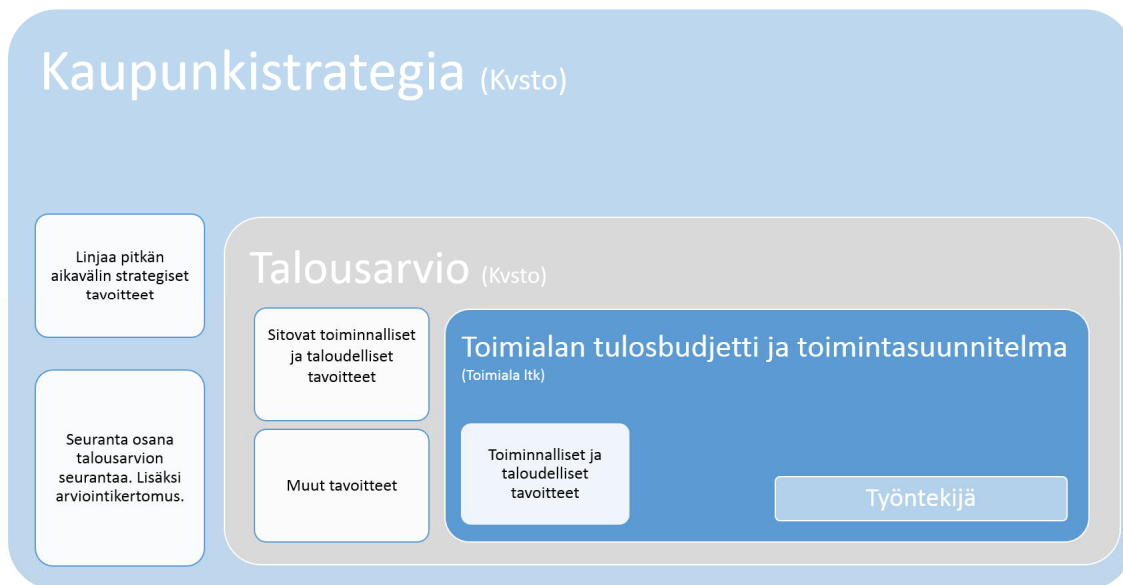 Kaupunkistrategia (Kvsto)
Linjaa pitkän
aikavälin strategiset
tavoitteet
Seuranta osana
talousarvion
seurantaa. Lisäksi
arviointikertomus.
Talousarvio (Kvsto)
Sitovat toiminnalliset
ja taloudelliset
tavoitteet
Muut tavoitteet
Toimialan tulosbudjetti ja toimintasuunnitelma
(Toimiala ltk)
Toiminnalliset ja
taloudelliset
tavoitteet
Työntekijä